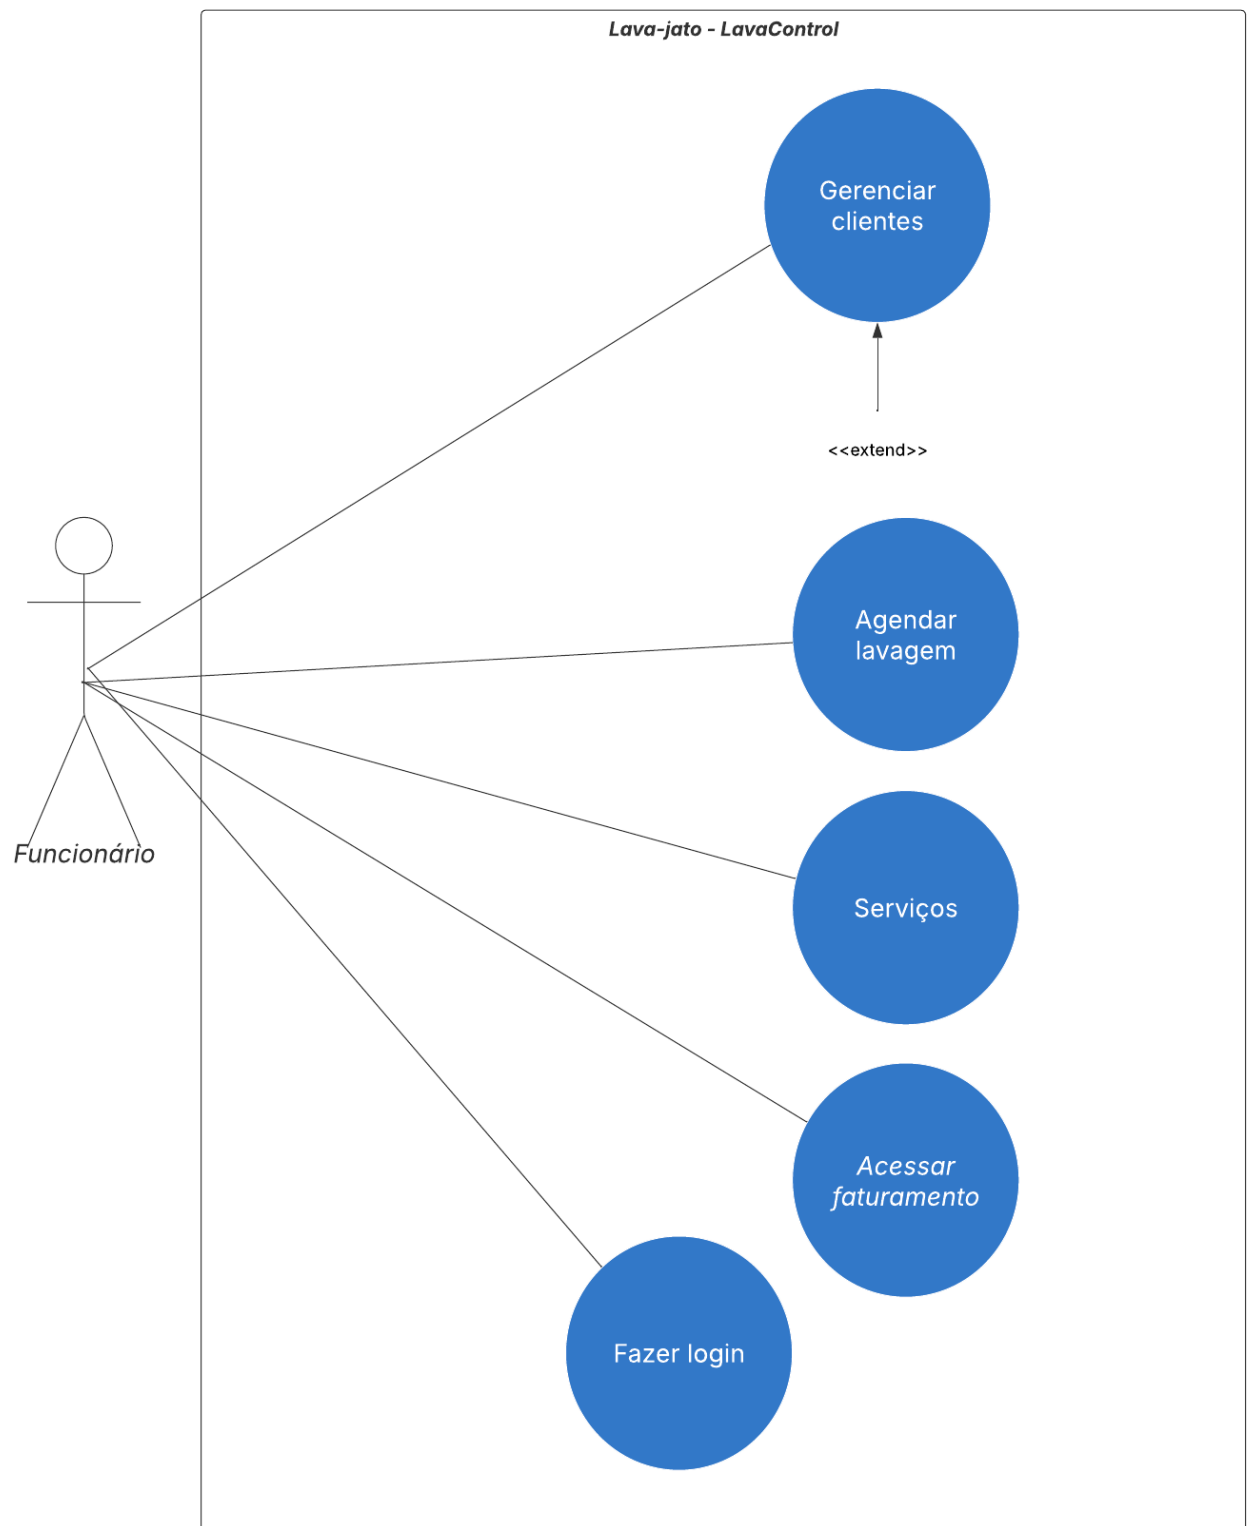 Lava-jato - LavaControl
Gerenciar
clientes
<<extend>>
Agendar
lavagem
Funcionário
Serviços
Acessar
faturamento
Fazer login